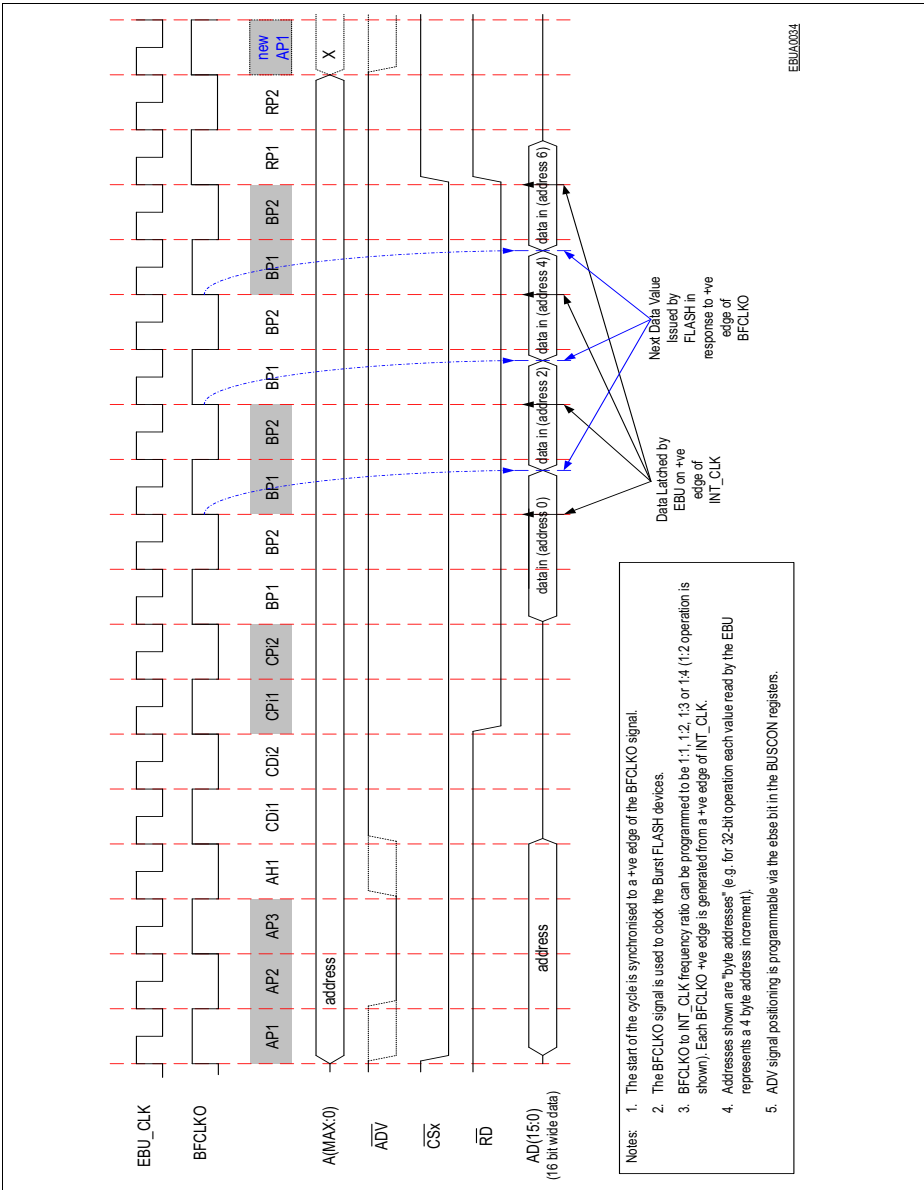 EBU_CLK
BFCLKO
AP1 AP2 AP3 AH1 CDi1 CDi2 CPi1 CPi2 BP1 BP2 BP1 BP2 BP1 BP2 BP1 BP2 RP1 RP2 new AP1
A(MAX:0) address X
ADV
CSx
RD
AD(15:0)
(16 bit wide data)
address data in (address 0) data in (address 2) data in (address 4) data in (address 6)
Data Latched by
EBU on +ve
edge of
INT_CLK
Next Data Value
Issued by
FLASH in
response to +ve
edge of
BFCLKO
Notes: 1. The start of the cycle is synchronised to a +ve edge of the BFCLKO signal.
2. The BFCLKO signal is used to clock the Burst FLASH devices.
3. BFCLKO to INT_CLK frequency ratio can be programmed to be 1:1, 1:2, 1:3 or 1:4 (1:2 operation is
shown). Each BFCLKO +ve edge is generated from a +ve edge of INT_CLK.
4. Addresses shown are "byte addresses" (e.g. for 32-bit operation each value read by the EBU
represents a 4 byte address increment).
5. ADV signal positioning is programmable via the ebse bit in the BUSCON registers.
EBUA0034